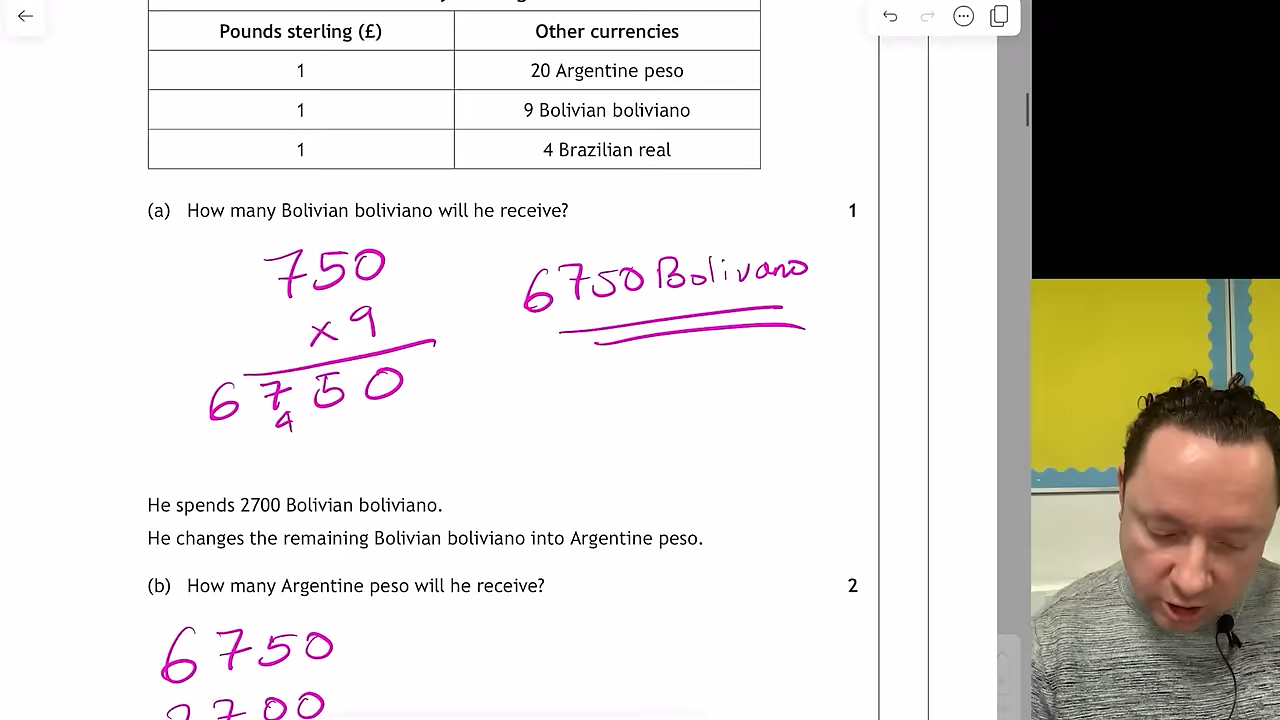 Pounds sterling (£) Other currencies
1 20 Argentine peso
1 9 Bolivian boliviano
1 4 Brazilian real
(a) How many Bolivian boliviano will he receive? 1
750
x 9
6750
4
6750 Bolivano
He spends 2700 Bolivian boliviano.
He changes the remaining Bolivian boliviano into Argentine peso.
(b) How many Argentine peso will he receive? 2
6750
2700